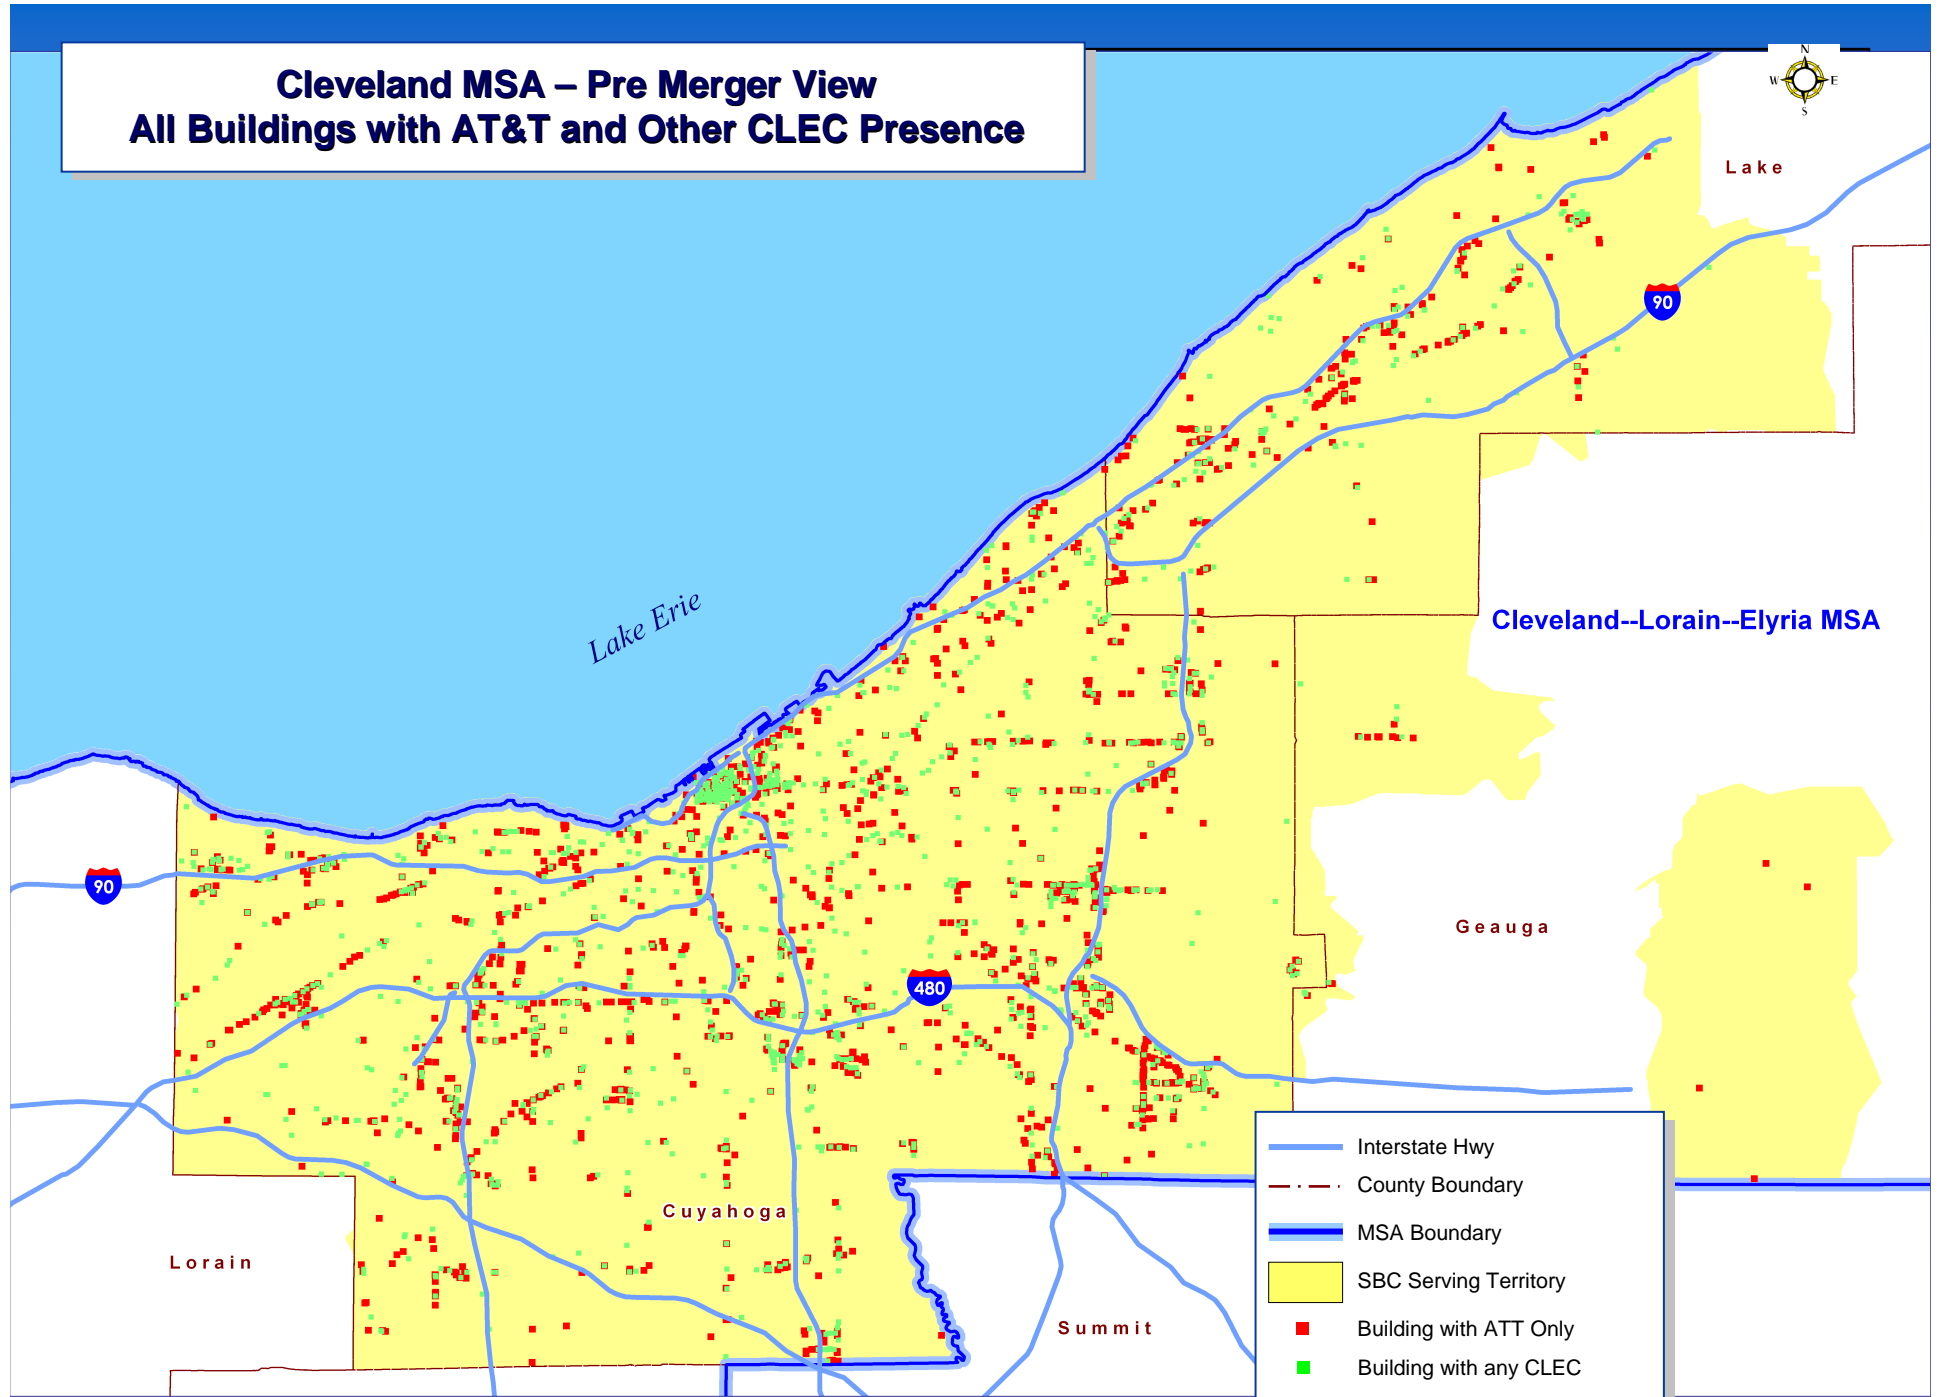 Cleveland MSA – Pre Merger View
All Buildings with AT&T and Other CLEC Presence
N
W E
S
Lake
90
Lake Erie
Cleveland--Lorain--Elyria MSA
90
Geauga
480
Cuyahoga
Lorain
Summit
Interstate Hwy
County Boundary
MSA Boundary
SBC Serving Territory
Building with ATT Only
Building with any CLEC